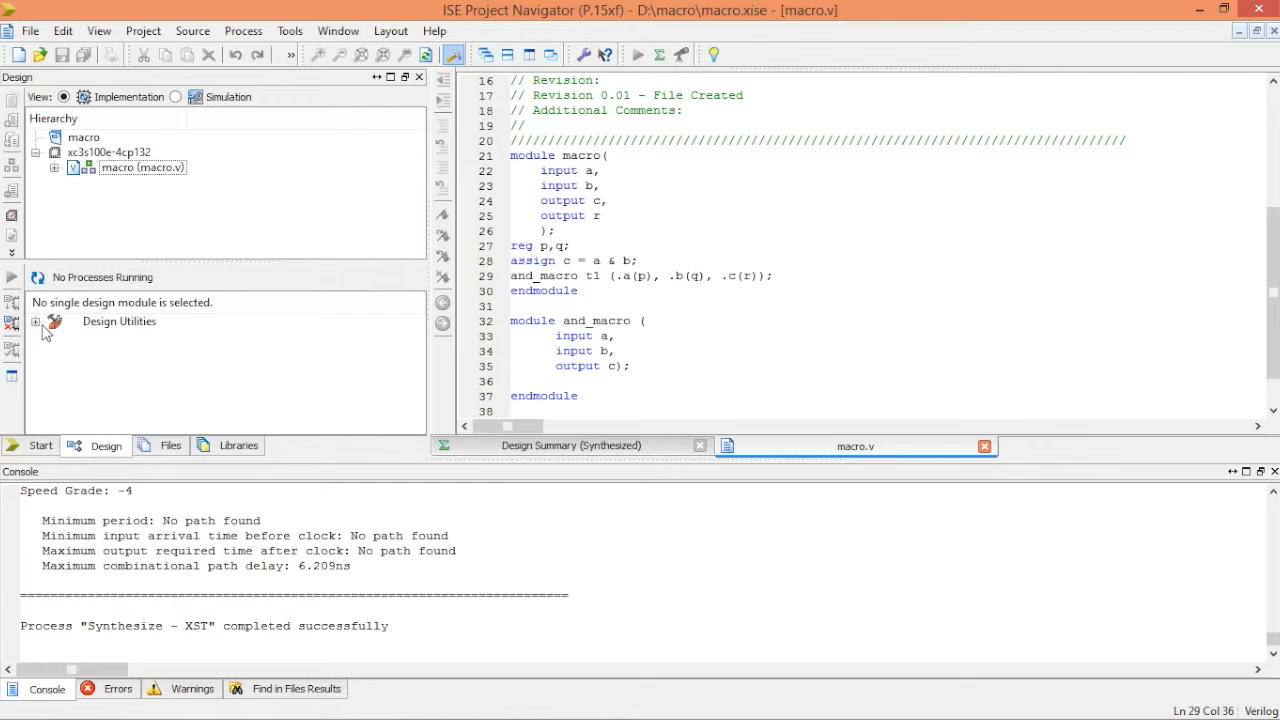 ISE Project Navigator (P.15xf) - D:\macro\macro.xise - [macro.v]
File Edit View Project Source Process Tools Window Layout Help
»
Design
View: Implementation Simulation
Hierarchy
macro
xc3s100e-4cp132
macro (macro.v)
No Processes Running
No single design module is selected.
Design Utilities
Start Design Files Libraries
16 // Revision:
17 // Revision 0.01 - File Created
18 // Additional Comments:
19 //
20 //////////////////////////////////////////////////////////////////////////////////
21 module macro(
22 input a,
23 input b,
24 output c,
25 output r
26 );
27 reg p,q;
28 assign c = a & b;
29 and_macro t1 (.a(p), .b(q), .c(r));
30 endmodule
31
32 module and_macro (
33 input a,
34 input b,
35 output c);
36
37 endmodule
38
Design Summary (Synthesized) macro.v
Console
Speed Grade: -4
Minimum period: No path found
Minimum input arrival time before clock: No path found
Maximum output required time after clock: No path found
Maximum combinational path delay: 6.209ns
=========================================================================
Process "Synthesize - XST" completed successfully
Console Errors Warnings Find in Files Results
Ln 29 Col 36 Verilog